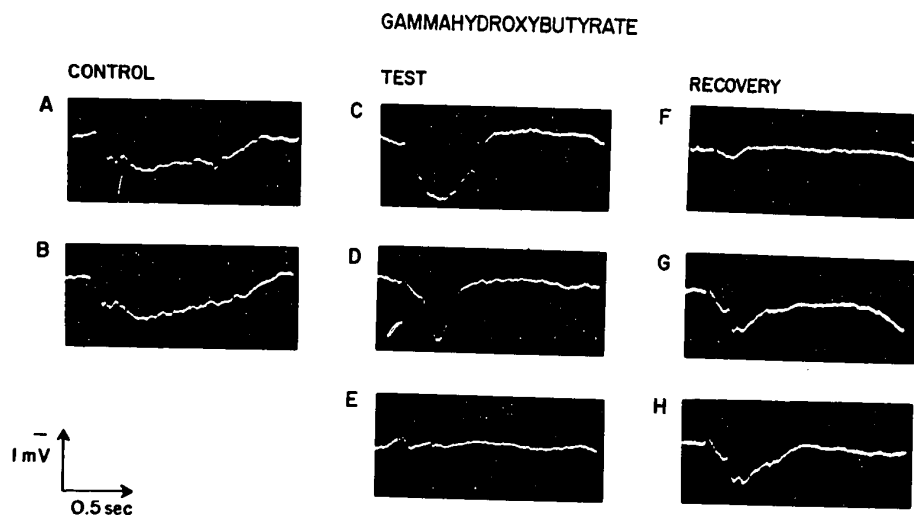 GAMMAHYDROXYBUTYRATE
CONTROL
TEST
RECOVERY
A
C
F
B
D
G
E
H
1 mV
0.5 sec